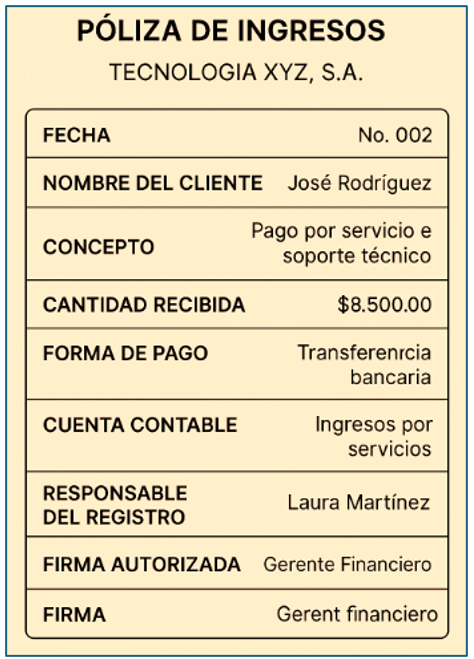 PÓLIZA DE INGRESOS
TECNOLOGIA XYZ, S.A.
FECHA No. 002
NOMBRE DEL CLIENTE José Rodríguez
CONCEPTO Pago por servicio e
soporte técnico
CANTIDAD RECIBIDA $8.500.00
FORMA DE PAGO Transferenrcia
bancaria
CUENTA CONTABLE Ingresos por
servicios
RESPONSABLE
DEL REGISTRO Laura Martínez
FIRMA AUTORIZADA Gerente Financiero
FIRMA Gerent financiero